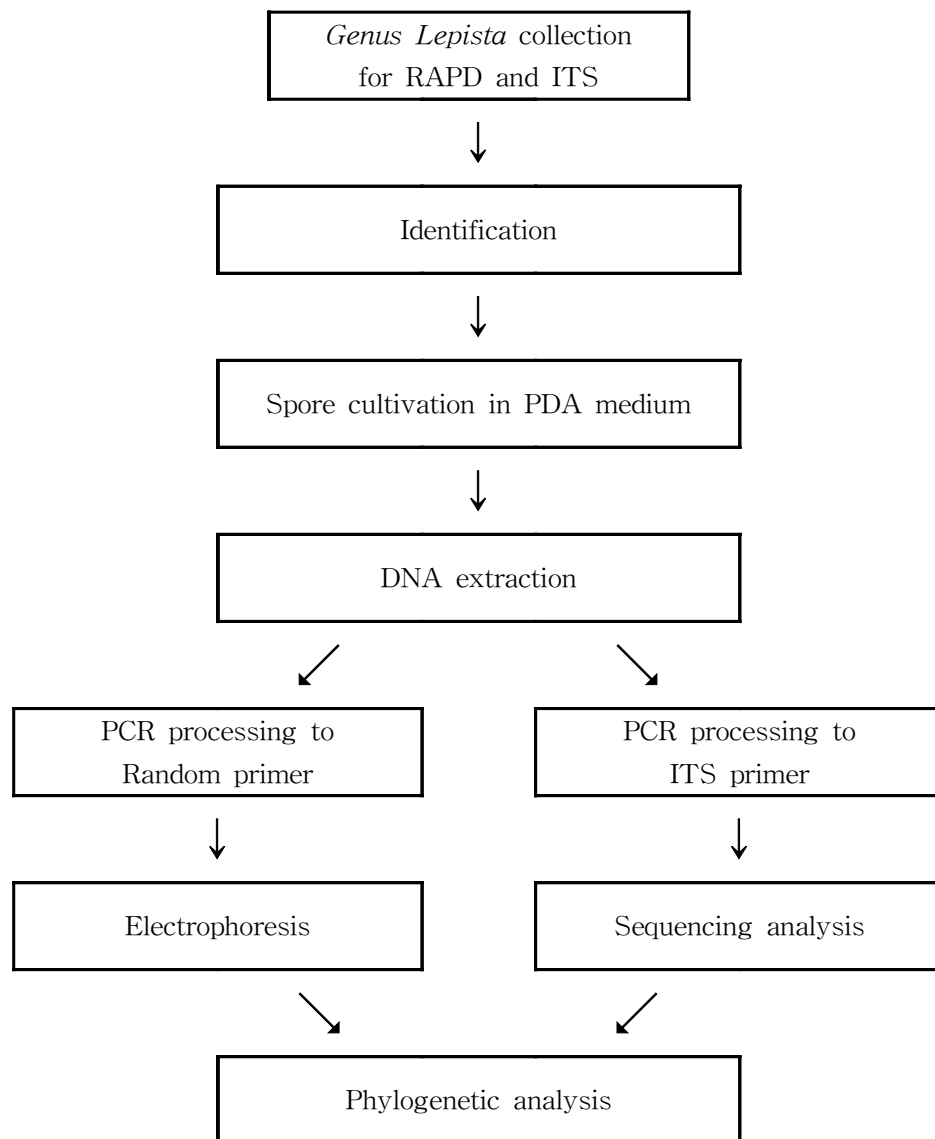 Genus Lepista collection
for RAPD and ITS
Identification
Spore cultivation in PDA medium
DNA extraction
PCR processing to
Random primer
PCR processing to
ITS primer
Electrophoresis
Sequencing analysis
Phylogenetic analysis